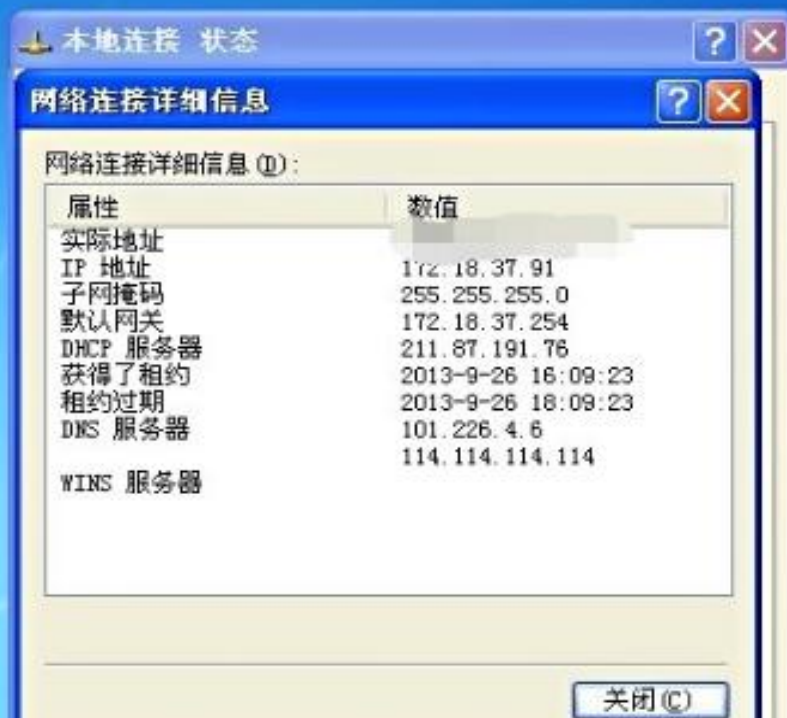 本地连接 状态
网络连接详细信息
网络连接详细信息(D):
属性 数值
实际地址
IP 地址 172.18.37.91
子网掩码 255.255.255.0
默认网关 172.18.37.254
DHCP 服务器 211.87.191.76
获得了租约 2013-9-26 16:09:23
租约过期 2013-9-26 18:09:23
DNS 服务器 101.226.4.6
114.114.114.114
WINS 服务器
关闭(C)